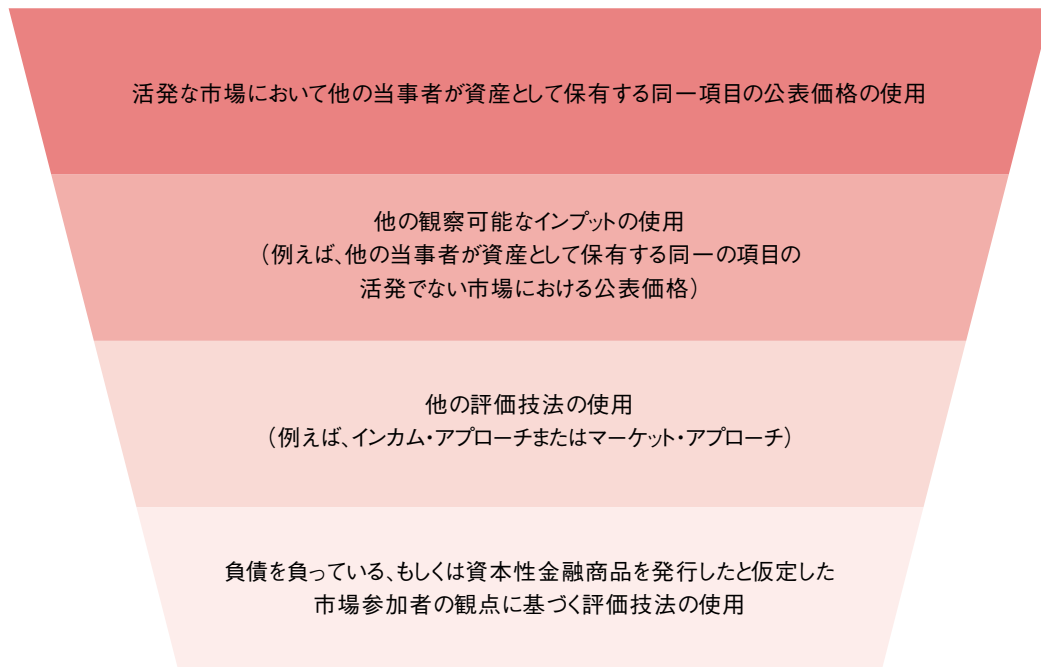 活発な市場において他の当事者が資産として保有する同一項目の公表価格の使用
他の観察可能なインプットの使用
（例えば、他の当事者が資産として保有する同一の項目の
活発でない市場における公表価格）
他の評価技法の使用
（例えば、インカム・アプローチまたはマーケット・アプローチ）
負債を負っている、もしくは資本性金融商品を発行したと仮定した
市場参加者の観点に基づく評価技法の使用